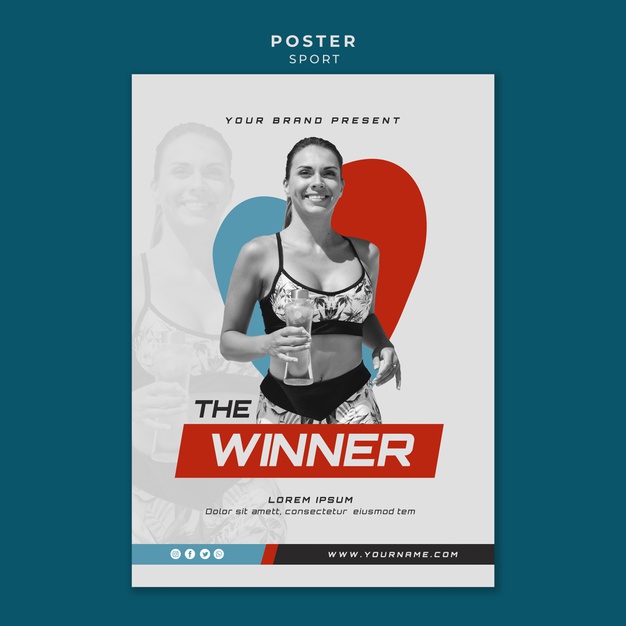 POSTER
SPORT
YOUR BRAND PRESENT
THE
WINNER
LOREM IPSUM
Dolor sit amett, consectetur eiusmod tem
WWW.YOURNAME.COM